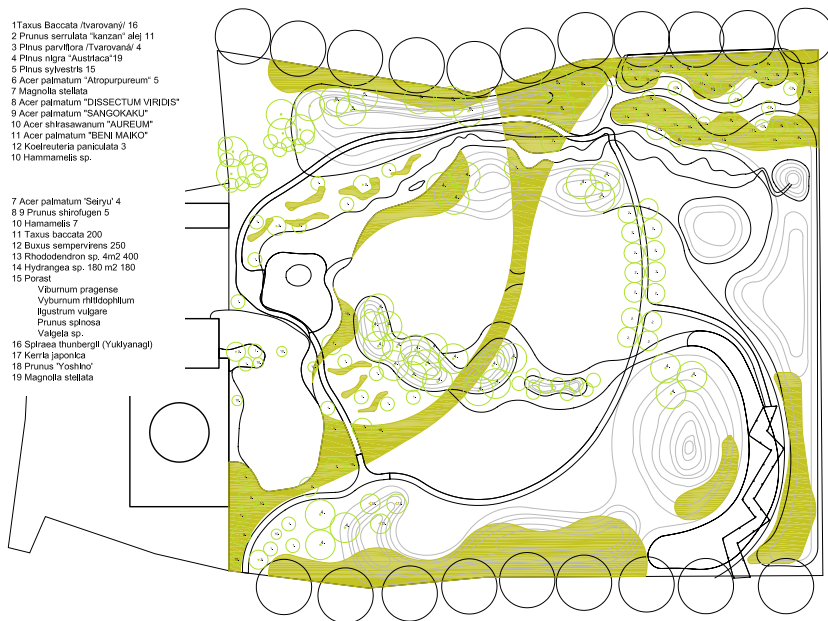 1Taxus Baccata /tvarovaný/ 16
2 Prunus serrulata "kanzan" alej 11
3 PInus parvIflora /Tvarovaná/ 4
4 PInus nIgra "AustrIaca"19
5 PInus sylvestrIs 15
6 Acer palmatum "Atropurpureum" 5
7 MagnolIa stellata
8 Acer palmatum "DISSECTUM VIRIDIS"
9 Acer palmatum "SANGOKAKU"
10 Acer shIrasawanum "AUREUM"
11 Acer palmatum "BENI MAIKO"
12 KoelreuterIa panIculata 3
10 HammamelIs sp.
7 Acer palmatum 'SeIryu' 4
8 9 Prunus shIrofugen 5
10 HamamelIs 7
11 Taxus baccata 200
12 Buxus sempervIrens 250
13 Rhododendron sp. 4m2 400
14 Hydrangea sp. 180 m2 180
15 Porast
VIburnum pragense
Vyburnum rhItIdophIlum
lIgustrum vulgare
Prunus spInosa
ValgeIa sp.
16 SpIraea thunbergII (YukIyanagI)
17 KerrIa japonIca
18 Prunus 'YoshIno'
19 MagnolIa stellata